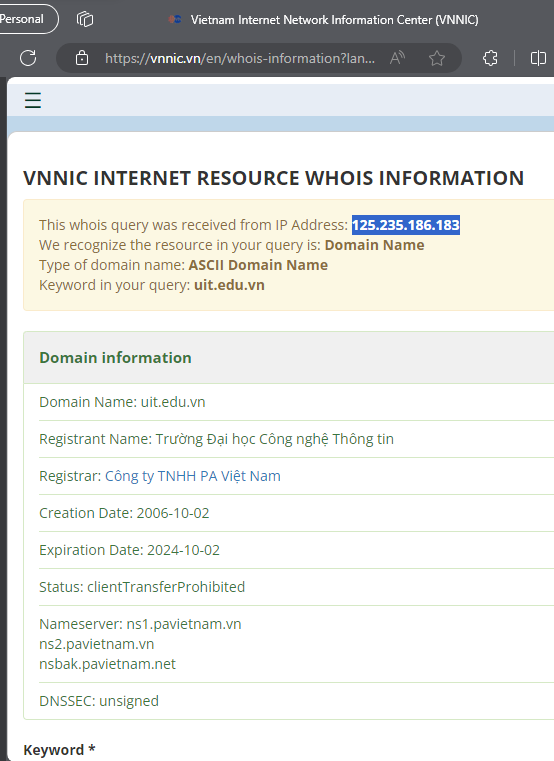 Personal
Vietnam Internet Network Information Center (VNNIC)
https://vnnic.vn/en/whois-information?lan...
VNNIC INTERNET RESOURCE WHOIS INFORMATION
This whois query was received from IP Address: 125.235.186.183
We recognize the resource in your query is: Domain Name
Type of domain name: ASCII Domain Name
Keyword in your query: uit.edu.vn
Domain information
Domain Name: uit.edu.vn
Registrant Name: Trường Đại học Công nghệ Thông tin
Registrar: Công ty TNHH PA Việt Nam
Creation Date: 2006-10-02
Expiration Date: 2024-10-02
Status: clientTransferProhibited
Nameserver: ns1.pavietnam.vn
ns2.pavietnam.vn
nsbak.pavietnam.net
DNSSEC: unsigned
Keyword *